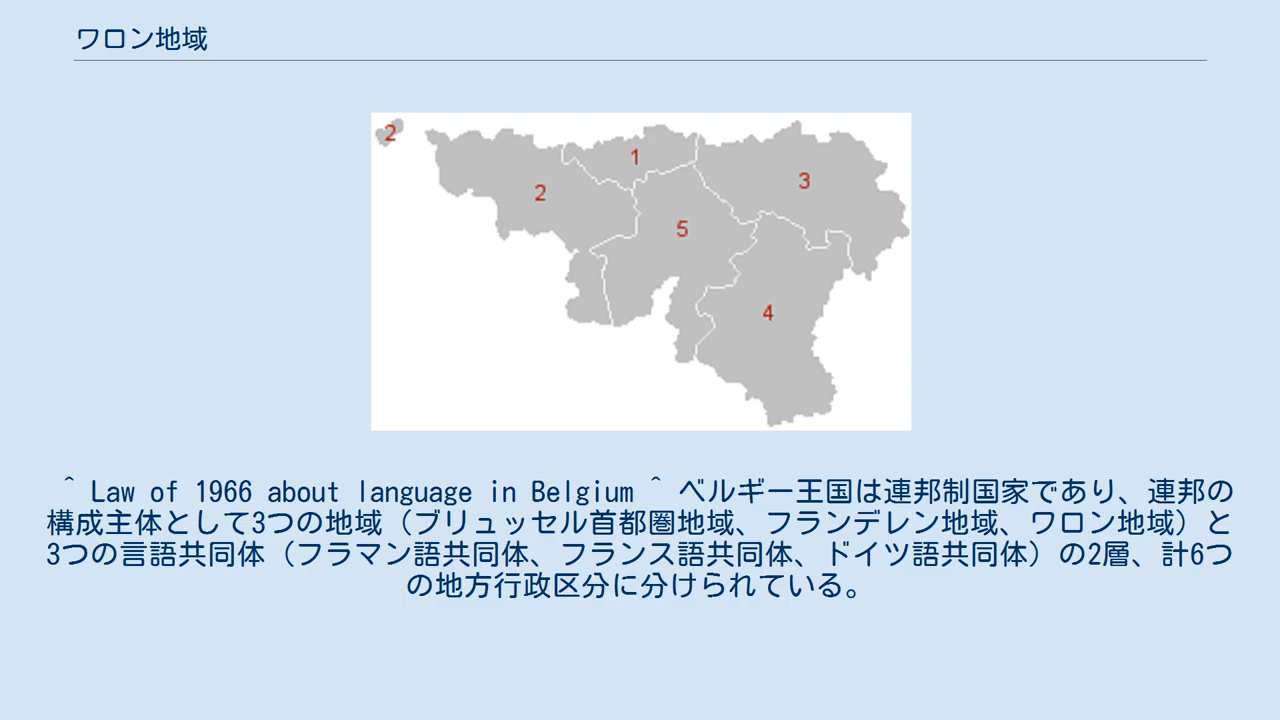 ワロン地域
2
1
3
2
5
4
^ Law of 1966 about language in Belgium ^ ベルギー王国は連邦制国家であり、連邦の
構成主体として3つの地域（ブリュッセル首都圏地域、フランデレン地域、ワロン地域）と
3つの言語共同体（フラマン語共同体、フランス語共同体、ドイツ語共同体）の2層、計6つ
の地方行政区分に分けられている。